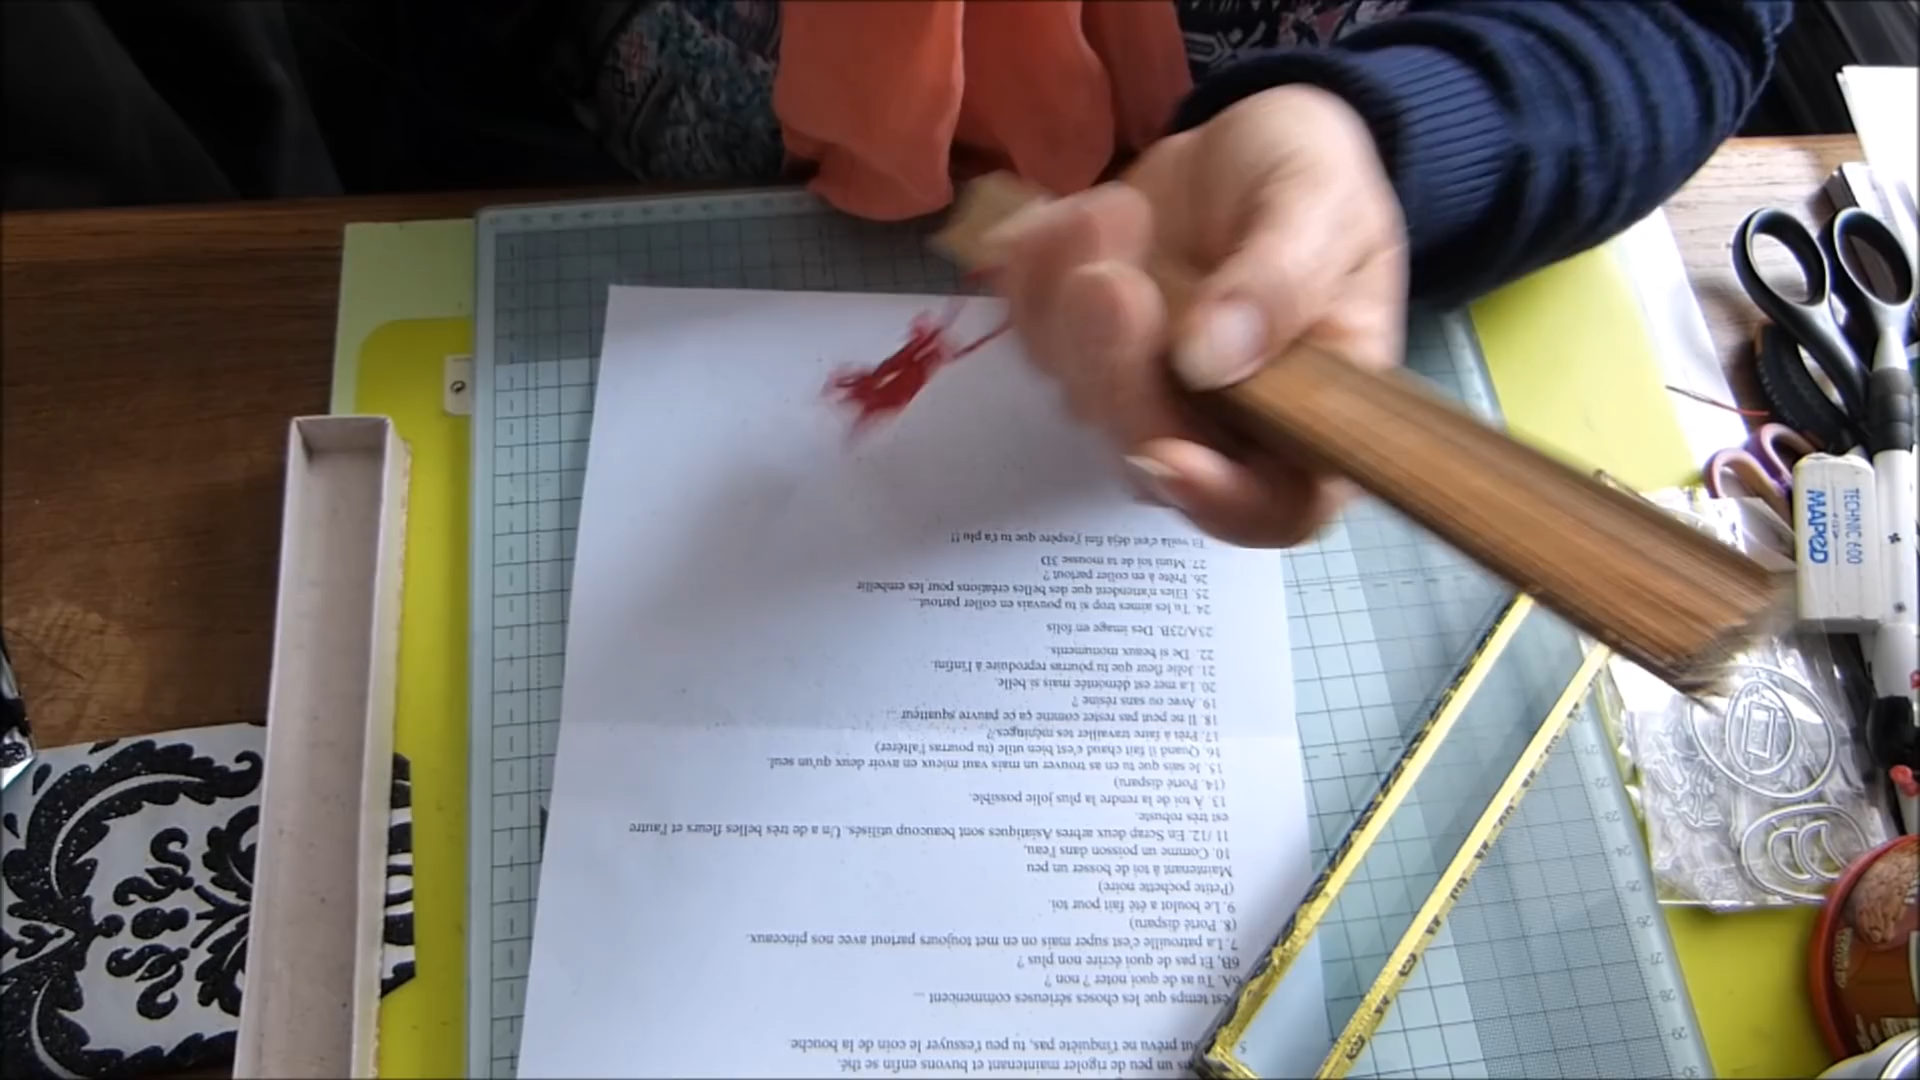 ns un peu de rigoler maintenant et buvons enfin se thé.
out prévu ne t'inquiète pas, tu peu t'essuyer le coin de la bouche.
5
est temps que les choses sérieuses commencent ...
6A. Tu as de quoi noter ? non ?
6B. Et pas de quoi écrire non plus ?
7. La patrouille c'est super mais on en met toujours partout avec nos pinceaux.
(8. Porté disparu)
9. Le boulot a été fait pour toi.
(Petite pochette noire)
Maintenant à toi de bosser un peu
10. Comme un poisson dans l'eau,
11/12. En Scrap deux arbres Asiatiques sont beaucoup utilisés. Un a de très belles fleurs et l'autre
est très robuste.
13. A toi de la rendre la plus jolie possible.
(14. Porté disparu)
15. Je sais que tu en as trouver un mais vaut mieux en avoir deux qu'un seul.
16. Quand il fait chaud c'est bien utile (tu pourras l'altérer)
17. Prêt à faire travailler tes méninges ?
18. Il ne peut pas rester comme ça ce pauvre squatteur ...
19. Avec ou sans résine ?
20. La mer est démontée mais si belle.
21. Jolie fleur que tu pourras reproduire à l'infini.
22. De si beaux monuments.
23A/23B. Des image en folis
24. Tu les aimes trop si tu pouvais en coller partout...
25. Elles n'attendent que des belles créations pour les embellir
26. Prête à en coller partout ?
27. Muni toi de ta mousse 3D
Et voilà c'est déjà fini j'espère que tu t'a plu !!
TECHNIC 600
MAPED
23
24
25
26
27
28
29
30